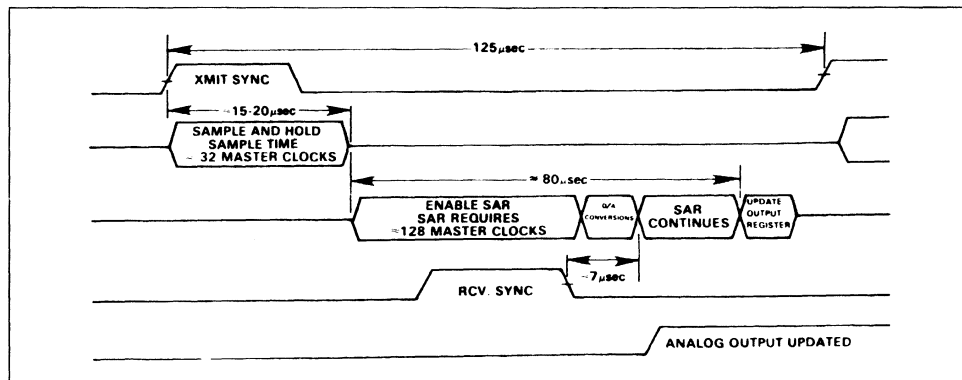 125μsec
XMIT SYNC
~15-20μsec
SAMPLE AND HOLD
SAMPLE TIME
~ 32 MASTER CLOCKS
≈ 80μsec
ENABLE SAR
SAR REQUIRES
≈128 MASTER CLOCKS
D/A
CONVERSIONS
SAR
CONTINUES
UPDATE
OUTPUT
REGISTER
~7μsec
RCV. SYNC
ANALOG OUTPUT UPDATED